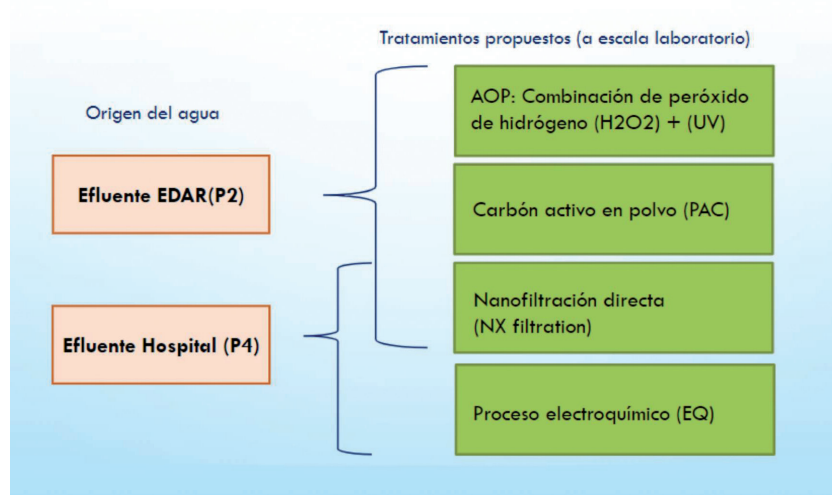 Tratamientos propuestos (a escala laboratorio)
Origen del agua
AOP: Combinación de peróxido
de hidrógeno (H2O2) + (UV)
Efluente EDAR(P2)
Carbón activo en polvo (PAC)
Nanofiltración directa
(NX filtration)
Efluente Hospital (P4)
Proceso electroquímico (EQ)